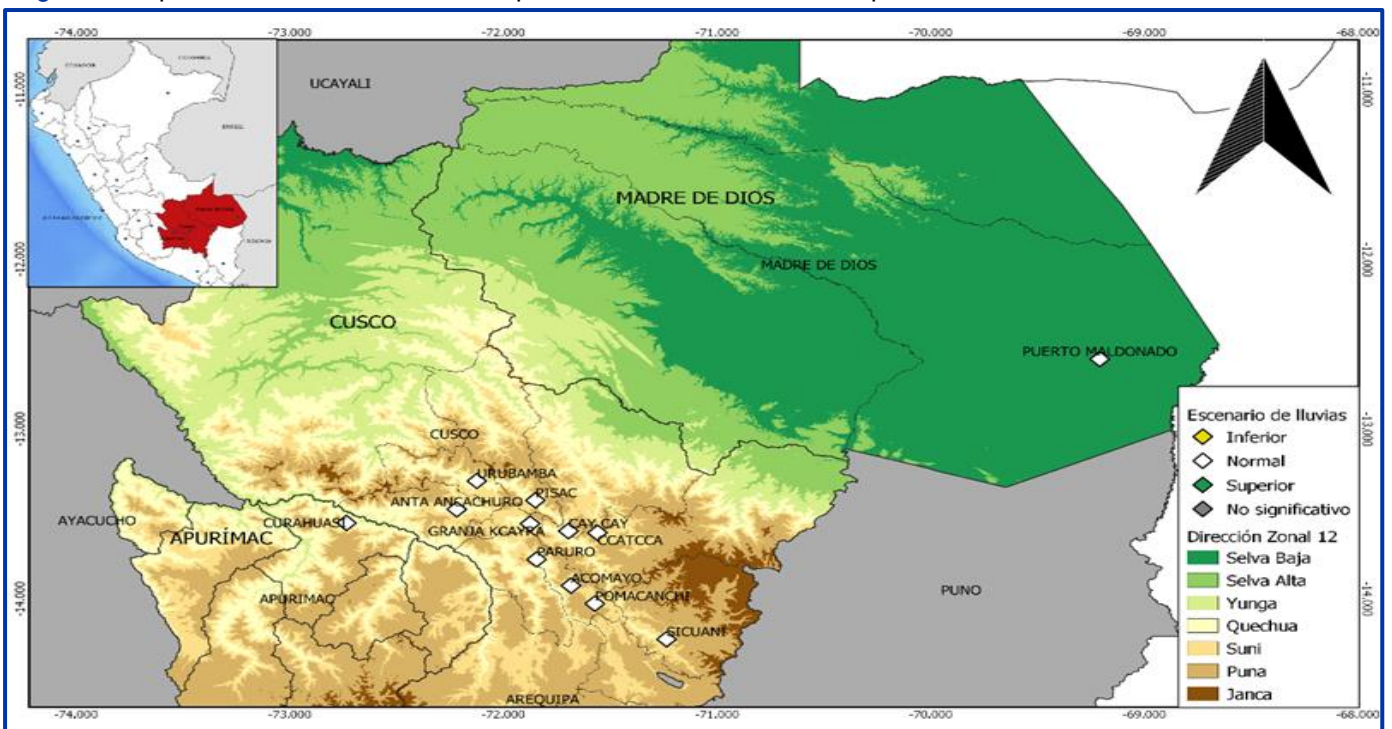 -74.000
-73.000
-72.000
-71.000
-70.000
-69.000
-68.000
-11.000
-12.000
-13.000
-14.000
-11.000
-12.000
-13.000
-14.000
UCAYALI
MADRE DE DIOS
MADRE DE DIOS
CUSCO
PUERTO MALDONADO
CUSCO
URUBAMBA
PISAC
ANTA ANCACHURO
CURAHUASI
GRANJA KCAYRA
CAY CAY
CCATCCA
AYACUCHO
APURÍMAC
PARURO
ACOMAYO
APURIMAC
POMACANCHI
PUNO
SICUANI
AREQUIPA
Escenario de lluvias
Inferior
Normal
Superior
No significativo
Dirección Zonal 12
Selva Baja
Selva Alta
Yunga
Quechua
Suni
Puna
Janca
-74.000
-73.000
-72.000
-71.000
-70.000
-69.000
-68.000